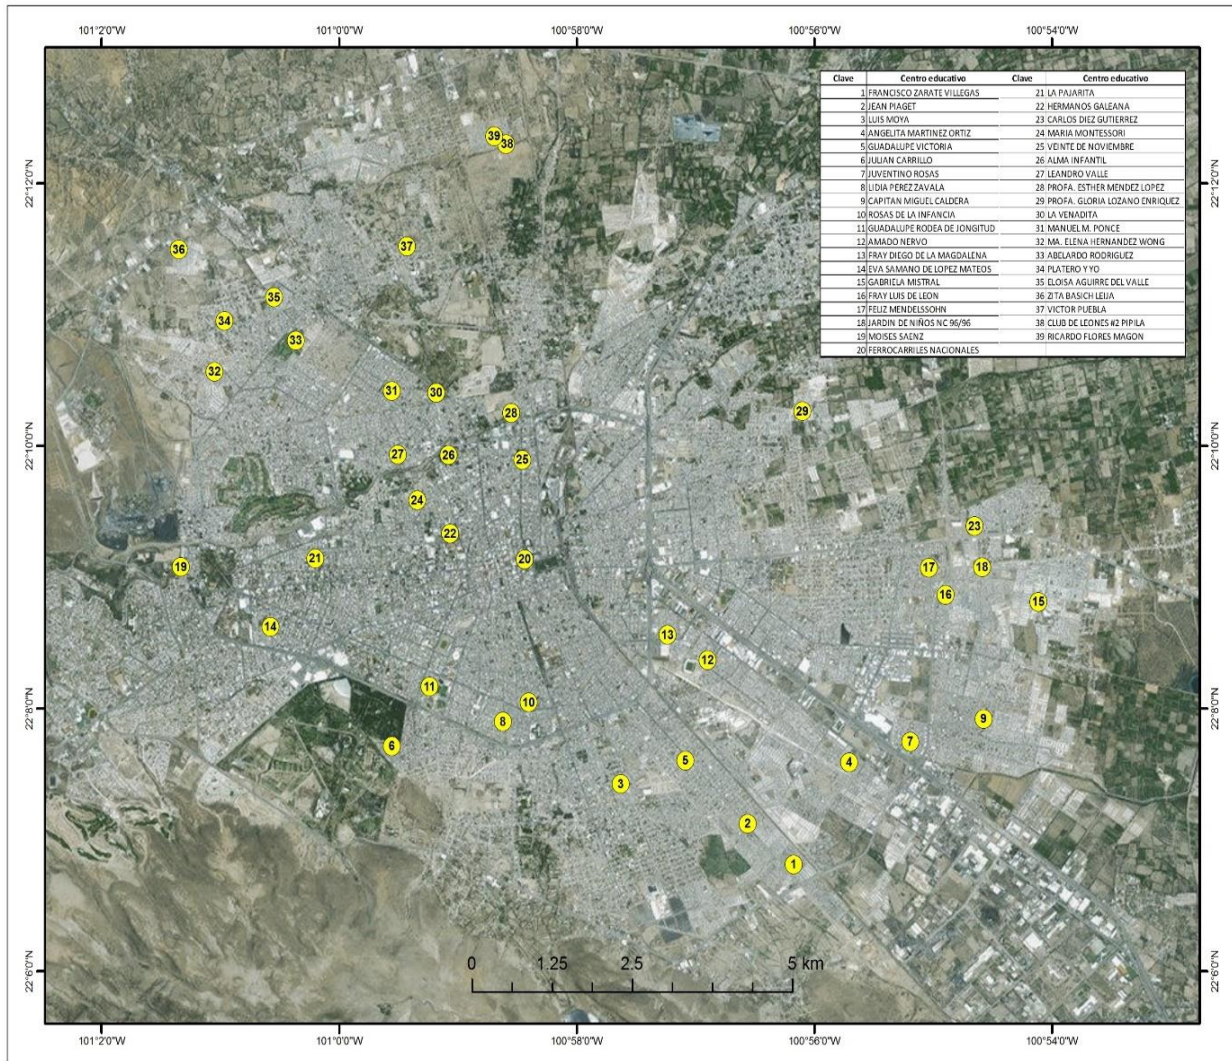 101°2'0"W 101°0'0"W 100°58'0"W 100°56'0"W 100°54'0"W
Clave Centro educativo Clave Centro educativo
1 FRANCISCO ZARATE VILLEGAS 21 LA PAJARITA
2 JEAN PIAGET 22 HERMANOS GALEANA
3 LUIS MOYA 23 CARLOS DIEZ GUTIERREZ
4 ANGELITA MARTINEZ ORTIZ 24 MARIA MONTESSORI
5 GUADALUPE VICTORIA 25 VEINTE DE NOVIEMBRE
6 JULIAN CARRILLO 26 ALMA INFANTIL
7 JUVENTINO ROSAS 27 LEANDRO VALLE
8 LIDIA PEREZ ZAVALA 28 PROFA. ESTHER MENDEZ LOPEZ
9 CAPITAN MIGUEL CALDERA 29 PROFA. GLORIA LOZANO ENRIQUEZ
10 ROSAS DE LA INFANCIA 30 LA VENADITA
11 GUADALUPE RODEA DE JONGITUD 31 MANUEL M. PONCE
12 AMADO NERVO 32 MA. ELENA HERNANDEZ WONG
13 FRAY DIEGO DE LA MAGDALENA 33 ABELARDO RODRIGUEZ
14 EVA SAMANO DE LOPEZ MATEOS 34 PLATERO Y YO
15 GABRIELA MISTRAL 35 ELOISA AGUIRRE DEL VALLE
16 FRAY LUIS DE LEON 36 ZITA BASICH LEIJA
17 FELIZ MENDELSSOHN 37 VICTOR PUEBLA
18 JARDIN DE NIÑOS NC 96/96 38 CLUB DE LEONES #2 PIPILA
19 MOISES SAENZ 39 RICARDO FLORES MAGON
20 FERROCARRILES NACIONALES
39
38
22°12'0"N 22°12'0"N
37
36
35
34
33
32
31 30
28 29
22°10'0"N 22°10'0"N
27 26 25
24
23
22
21 20
19 17 18
16 15
14
13
12
11
10
22°8'0"N 22°8'0"N
8 9
6 7
5 4
3
2
1
22°6'0"N 22°6'0"N
0 1.25 2.5 5 km
101°2'0"W 101°0'0"W 100°58'0"W 100°56'0"W 100°54'0"W